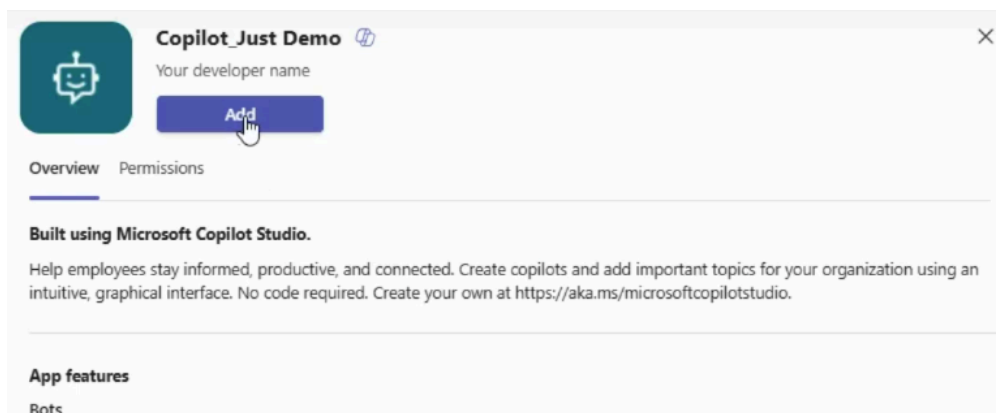 Copilot_Just Demo
Your developer name
Add
Overview Permissions
Built using Microsoft Copilot Studio.
Help employees stay informed, productive, and connected. Create copilots and add important topics for your organization using an
intuitive, graphical interface. No code required. Create your own at https://aka.ms/microsoftcopilotstudio.
App features
Bots